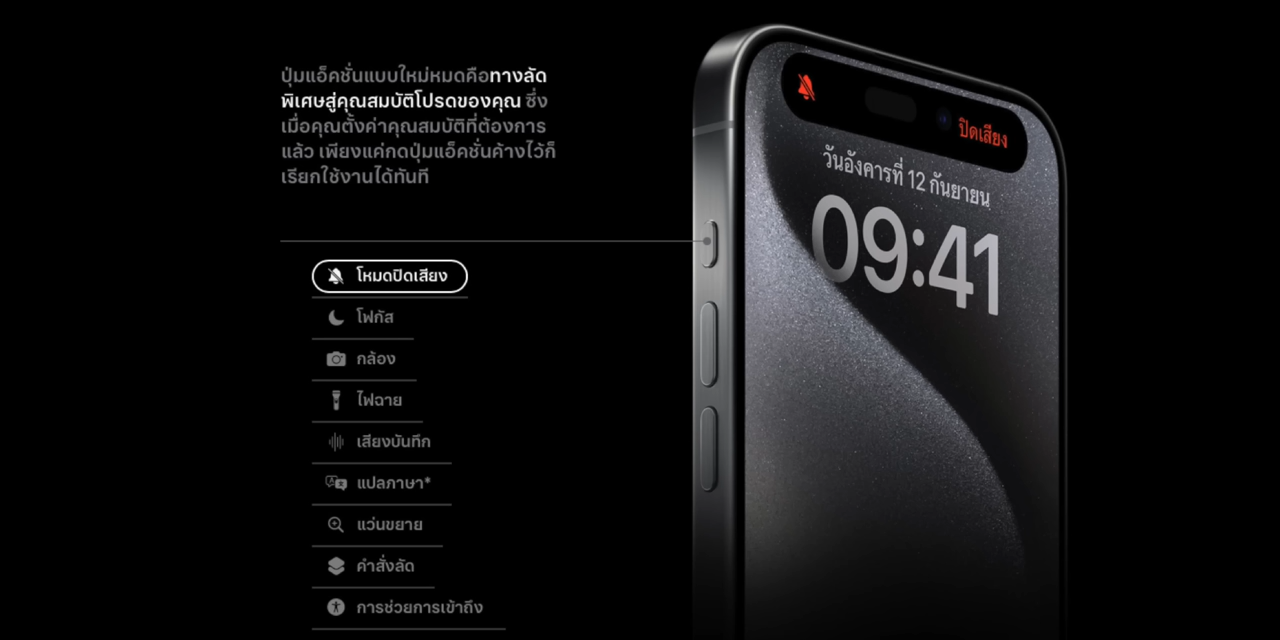 ปุ่มแอ็คชั่นแบบใหม่หมดคือทางลัด
พิเศษสู่คุณสมบัติโปรดของคุณ ซึ่ง
เมื่อคุณตั้งค่าคุณสมบัติที่ต้องการ
แล้ว เพียงแค่กดปุ่มแอ็คชั่นค้างไว้ก็
เรียกใช้งานได้ทันที
โหมดปิดเสียง
โฟกัส
กล้อง
ไฟฉาย
เสียงบันทึก
แปลภาษา*
แว่นขยาย
คำสั่งลัด
การช่วยการเข้าถึง
ปิดเสียง
วันอังคารที่ 12 กันยายน
09:41